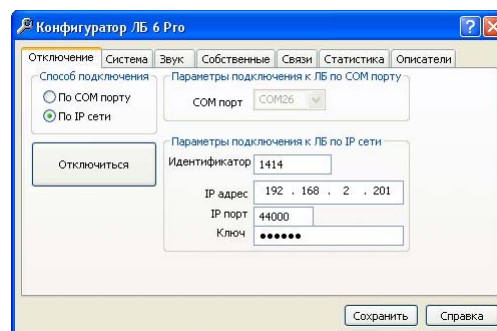 Конфигуратор ЛБ 6 Pro
Отключение Система Звук Собственные Связи Статистика Описатели
Способ подключения
По COM порту
По IP сети
Отключиться
Параметры подключения к ЛБ по COM порту
COM порт COM26
Параметры подключения к ЛБ по IP сети
Идентификатор 1414
IP адрес 192 . 168 . 2 . 201
IP порт 44000
Ключ ●●●●●●
Сохранить Справка